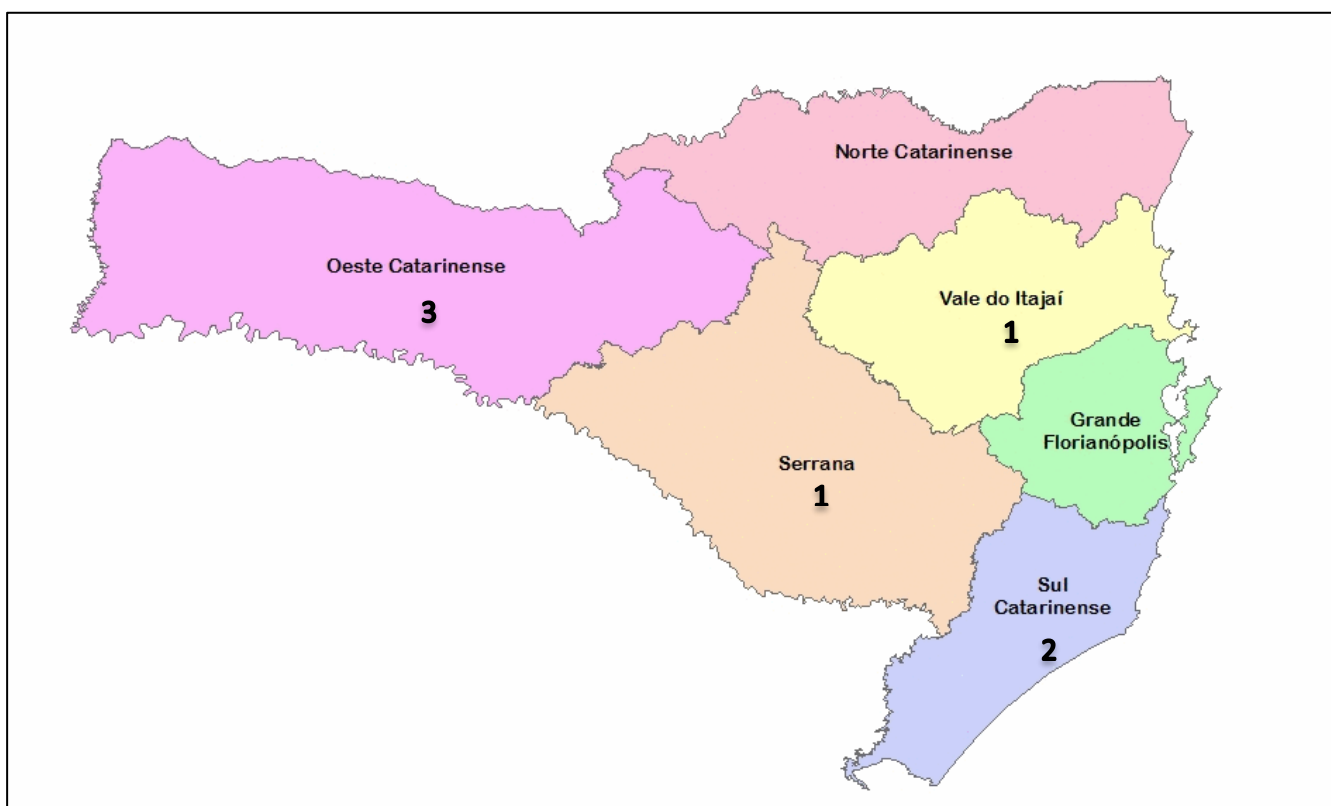 Norte Catarinense
Oeste Catarinense
3
Vale do Itajaí
1
Grande
Florianópolis
Serrana
1
Sul
Catarinense
2